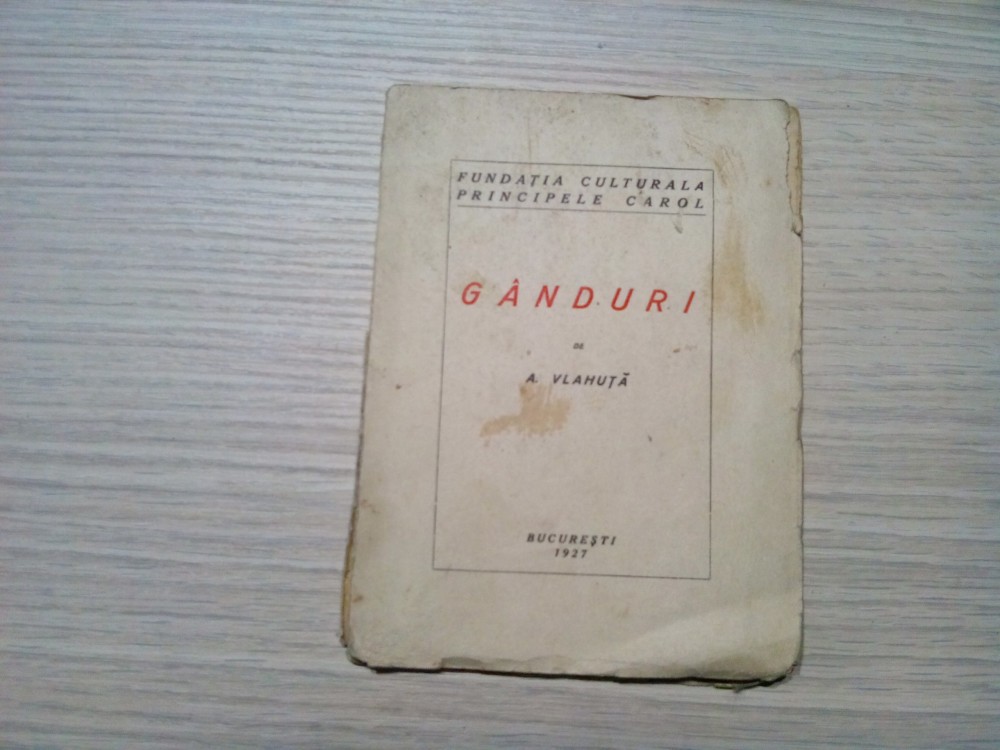 FUNDAȚIA CULTURALA
PRINCIPELE CAROL
GÂNDURI
DE
A. VLAHUȚĂ
BUCUREȘTI
1927